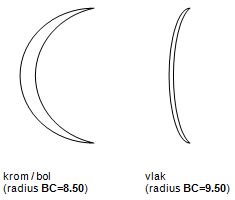 krom/bol
(radius BC=8.50)
vlak
(radius BC=9.50)